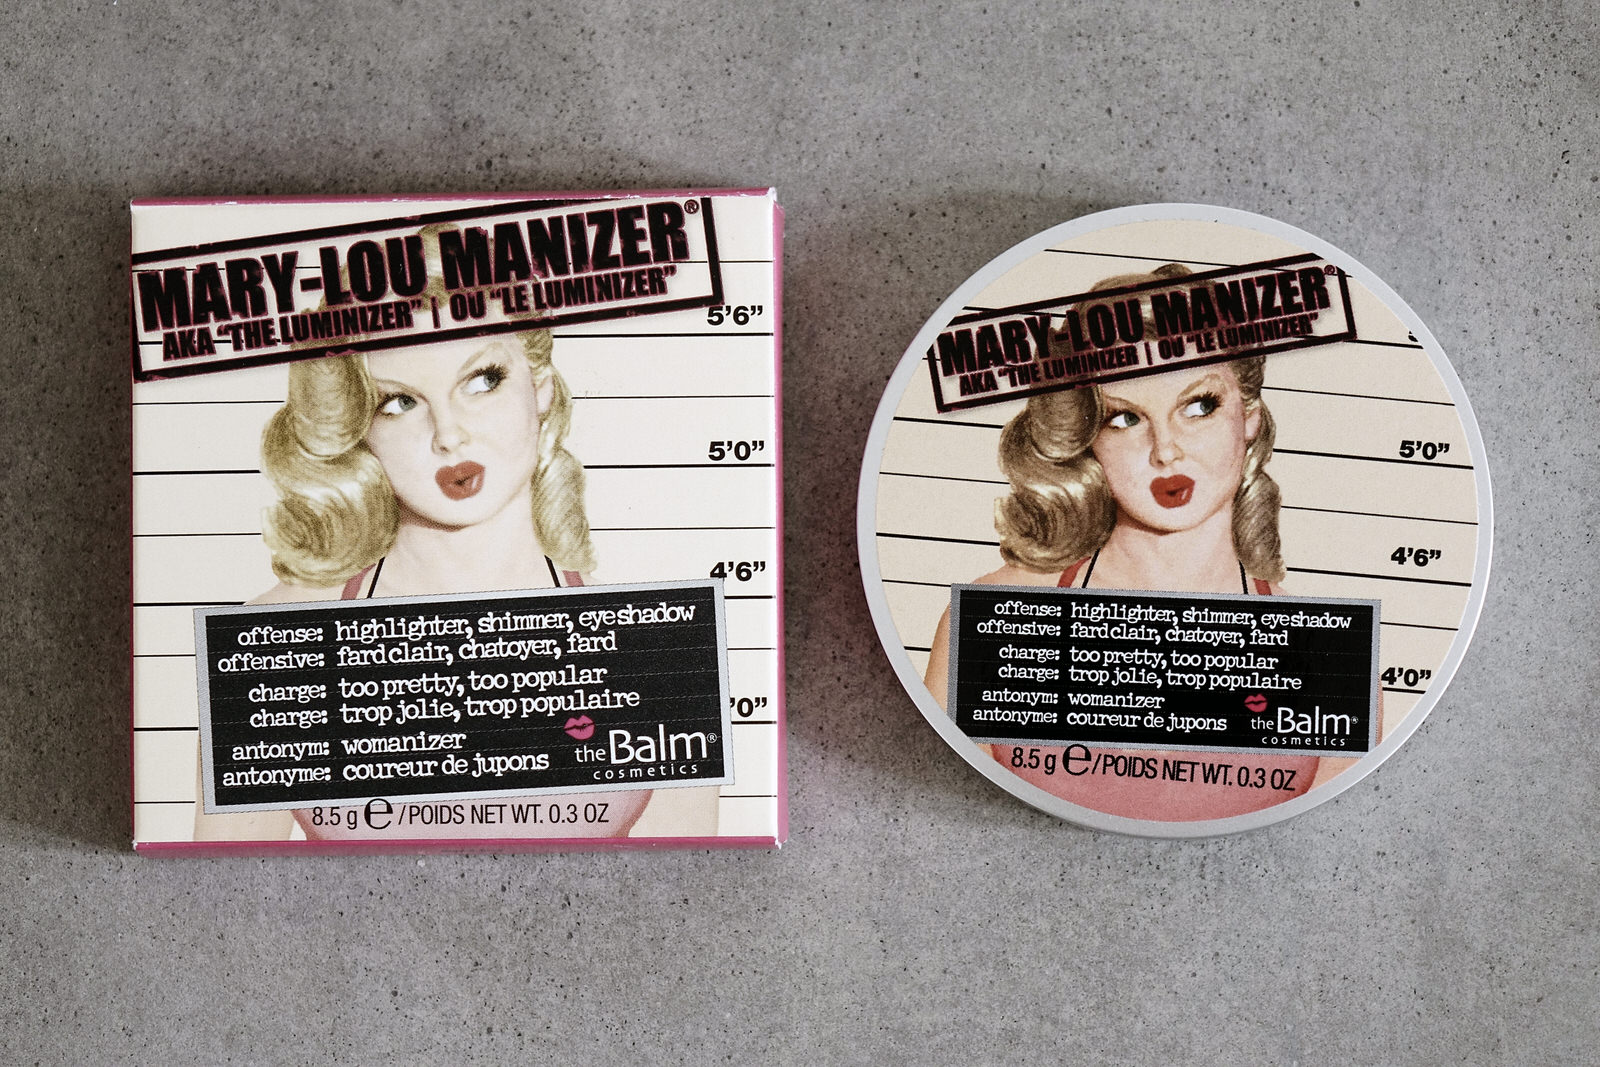 MARY-LOU MANIZER®
AKA "THE LUMINIZER" | OU "LE LUMINIZER"
5'6"
5'0"
4'6"
'0"
offense: highlighter, shimmer, eyeshadow
offensive: fard clair, chatoyer, fard
charge: too pretty, too popular
charge: trop jolie, trop populaire
antonym: womanizer
antonyme: coureur de jupons
theBalm®
cosmetics
8.5 g e /POIDS NET WT. 0.3 OZ
MARY-LOU MANIZER®
AKA "THE LUMINIZER | OU "LE LUMINIZER"
5'0"
4'6"
4'0"
offense: highlighter, shimmer, eyeshadow
offensive: fard clair, chatoyer, fard
charge: too pretty, too popular
charge: trop jolie, trop populaire
antonym: womanizer
antonyme: coureur de jupons
theBalm®
cosmetics
8.5 g e/POIDS NET WT. 0.3 OZ